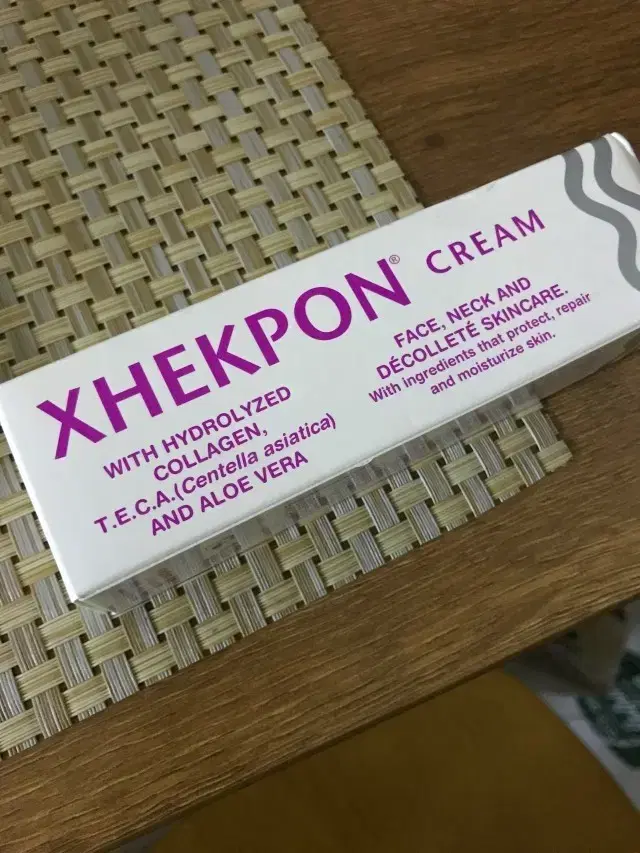 XHEKPON® CREAM
WITH HYDROLYZED
COLLAGEN,
T.E.C.A.(Centella asiatica)
AND ALOE VERA
FACE, NECK AND
DÉCOLLETÉ SKINCARE.
With ingredients that protect, repair
and moisturize skin.